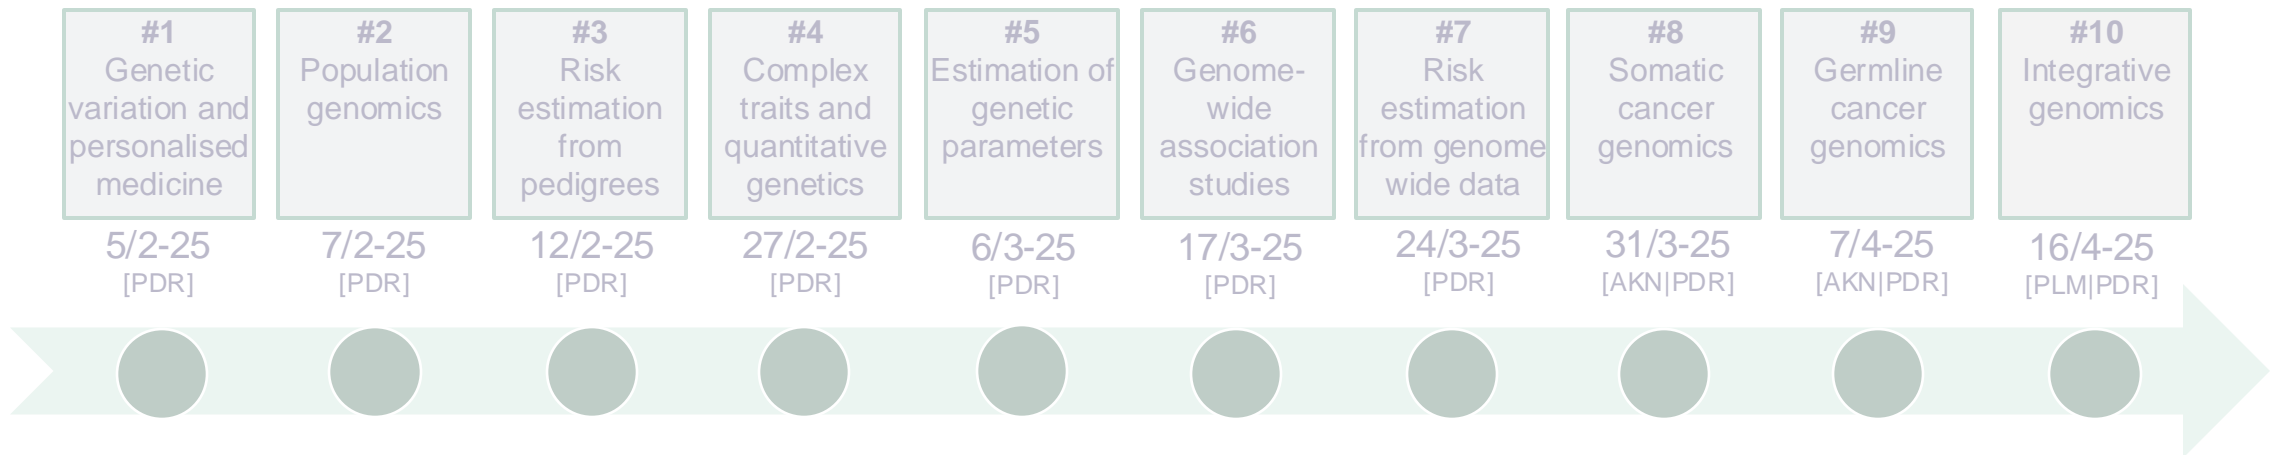 #1
Genetic
variation and
personalised
medicine
5/2-25
[PDR]
#2
Population
genomics
7/2-25
[PDR]
#3
Risk
estimation
from
pedigrees
12/2-25
[PDR]
#4
Complex
traits and
quantitative
genetics
27/2-25
[PDR]
#5
Estimation of
genetic
parameters
6/3-25
[PDR]
#6
Genome-
wide
association
studies
17/3-25
[PDR]
#7
Risk
estimation
from genome
wide data
24/3-25
[PDR]
#8
Somatic
cancer
genomics
31/3-25
[AKN|PDR]
#9
Germline
cancer
genomics
7/4-25
[AKN|PDR]
#10
Integrative
genomics
16/4-25
[PLM|PDR]